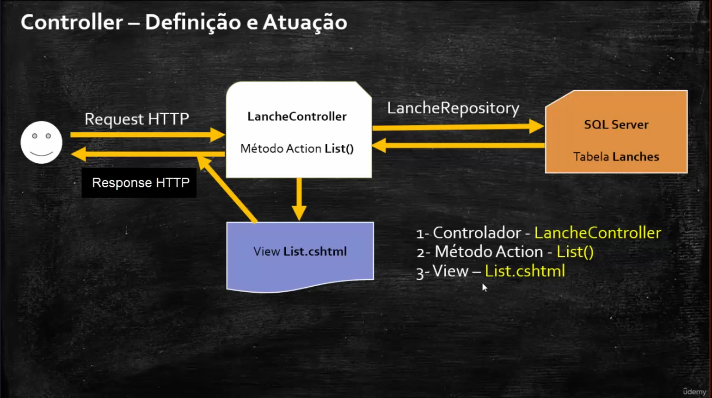 Controller – Definição e Atuação
Request HTTP
Response HTTP
LancheController
Método Action List()
LancheRepository
SQL Server
Tabela Lanches
View List.cshtml
1- Controlador - LancheController
2- Método Action - List()
3- View – List.cshtml
ûdemy